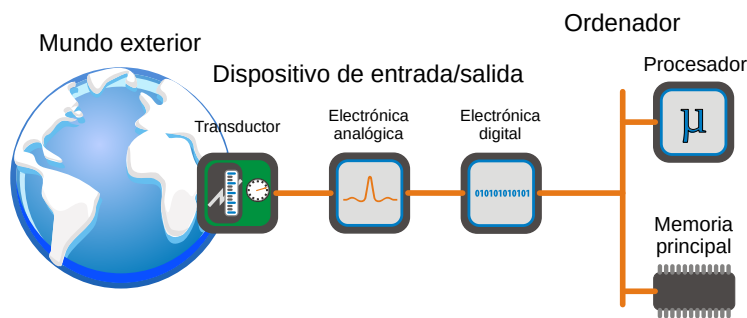 Ordenador
Mundo exterior
Procesador
Dispositivo de entrada/salida
Transductor
Electrónica
analógica
Electrónica
digital
μ
010101010101
Memoria
principal